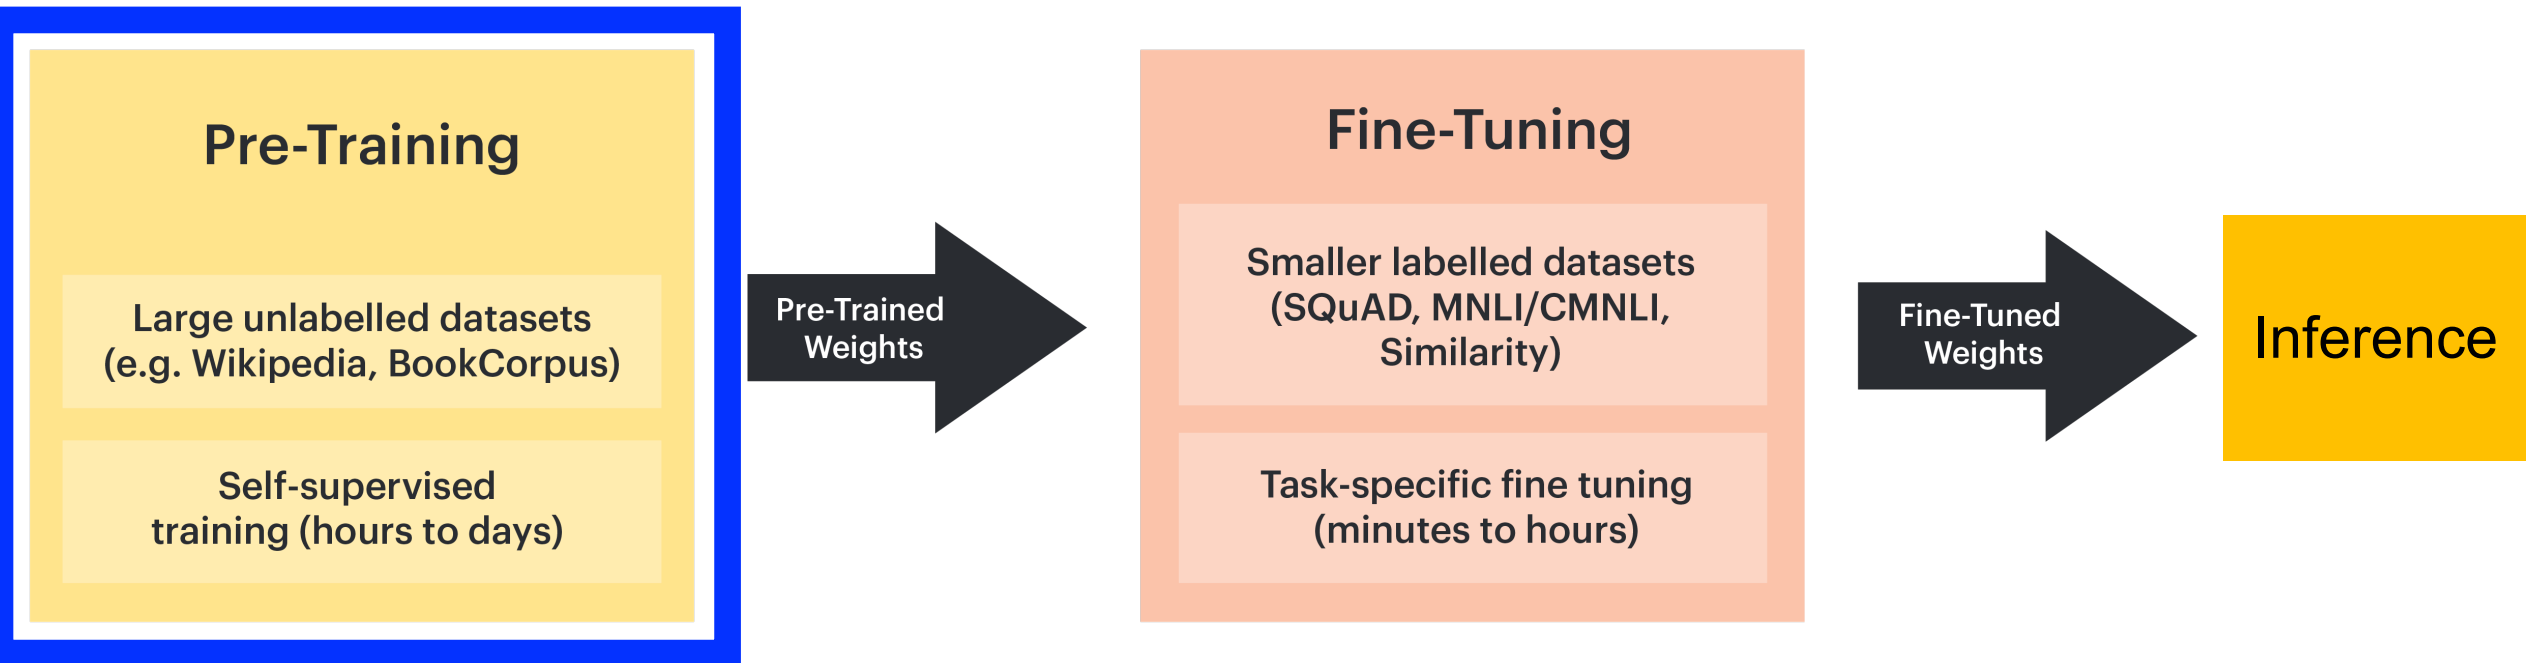 Pre-Training
Large unlabelled datasets
(e.g. Wikipedia, BookCorpus)
Self-supervised
training (hours to days)
Pre-Trained
Weights
Fine-Tuning
Smaller labelled datasets
(SQuAD, MNLI/CMNLI,
Similarity)
Task-specific fine tuning
(minutes to hours)
Fine-Tuned
Weights
Inference